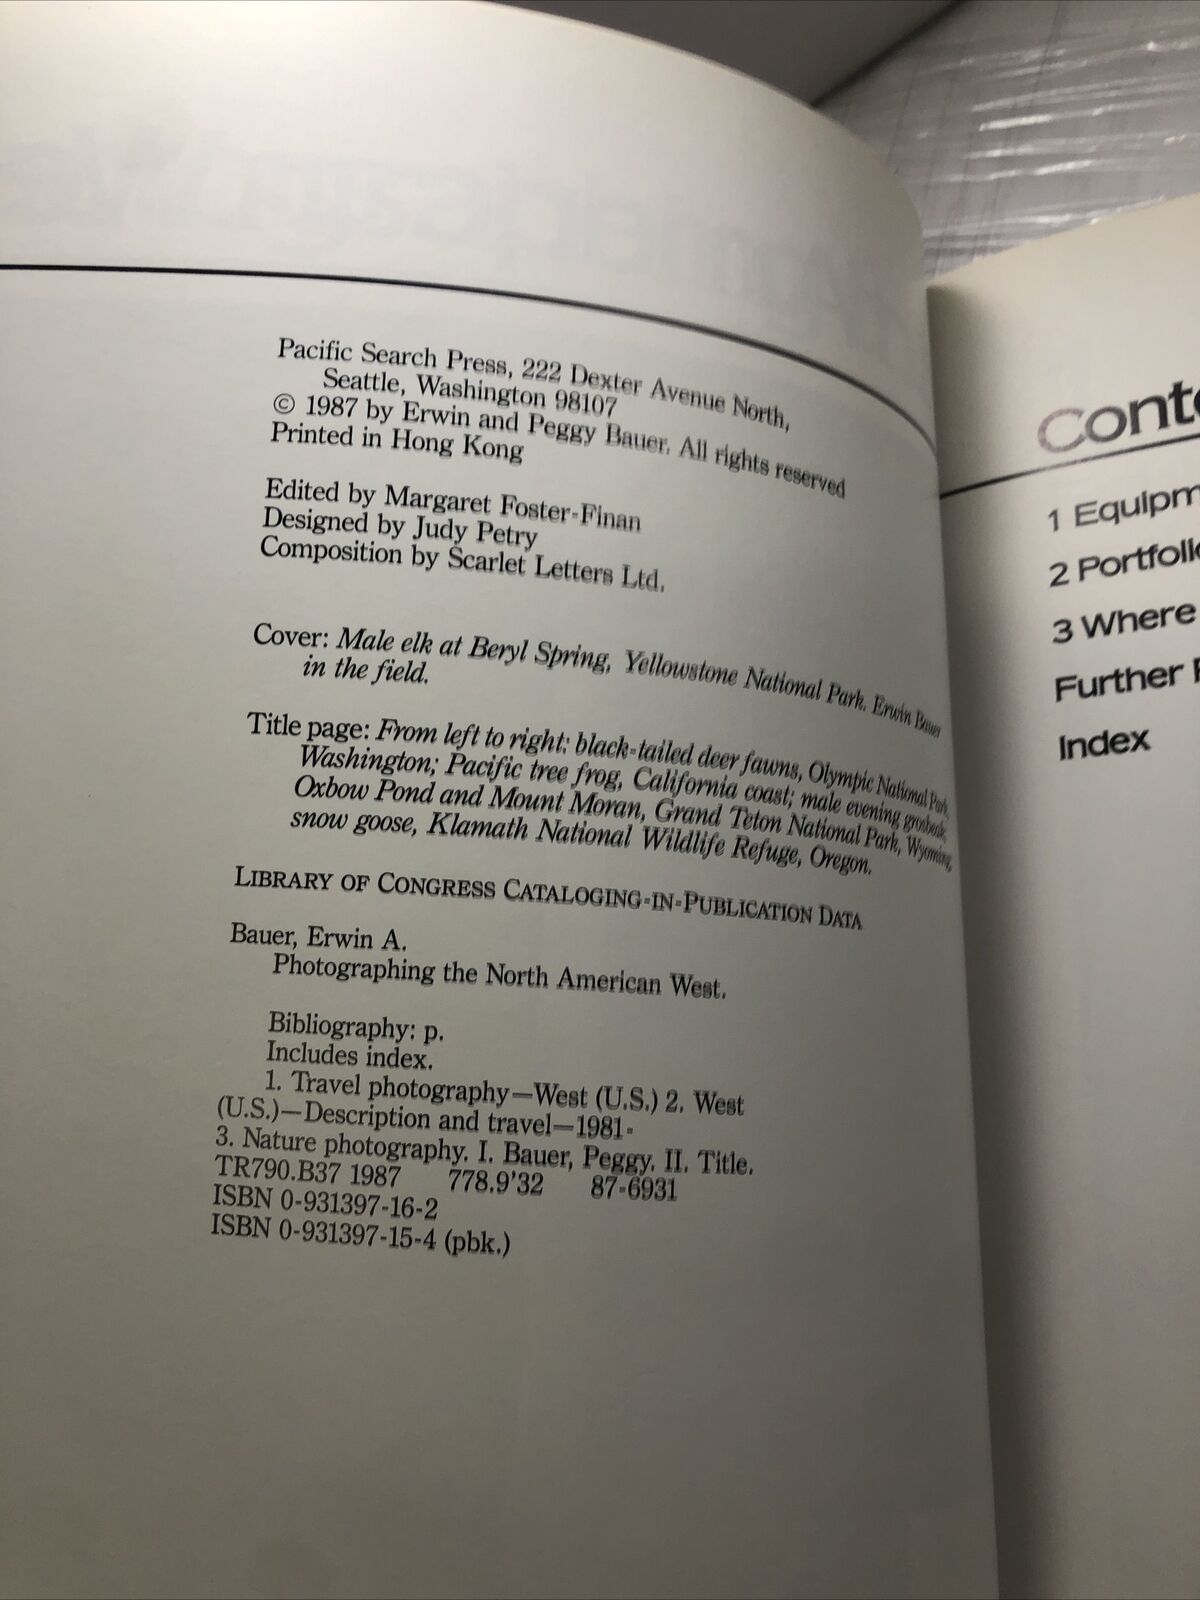 Pacific Search Press, 222 Dexter Avenue North,
Seattle, Washington 98107
© 1987 by Erwin and Peggy Bauer. All rights reserved
Printed in Hong Kong
Edited by Margaret Foster-Finan
Designed by Judy Petry
Composition by Scarlet Letters Ltd.
Cover: Male elk at Beryl Spring, Yellowstone National Park. Erwin Bauer
in the field.
Title page: From left to right: black-tailed deer fawns, Olympic National Park,
Washington; Pacific tree frog, California coast; male evening grosbeak,
Oxbow Pond and Mount Moran, Grand Teton National Park, Wyoming;
snow goose, Klamath National Wildlife Refuge, Oregon.
LIBRARY OF CONGRESS CATALOGING-IN-PUBLICATION DATA
Bauer, Erwin A.
Photographing the North American West.
Bibliography: p.
Includes index.
1. Travel photography—West (U.S.) 2. West
(U.S.)—Description and travel—1981-
3. Nature photography. I. Bauer, Peggy. II. Title.
TR790.B37 1987 778.9'32 87-6931
ISBN 0-931397-16-2
ISBN 0-931397-15-4 (pbk.)
Conte
1 Equipm
2 Portfolio
3 Where
Further
Index